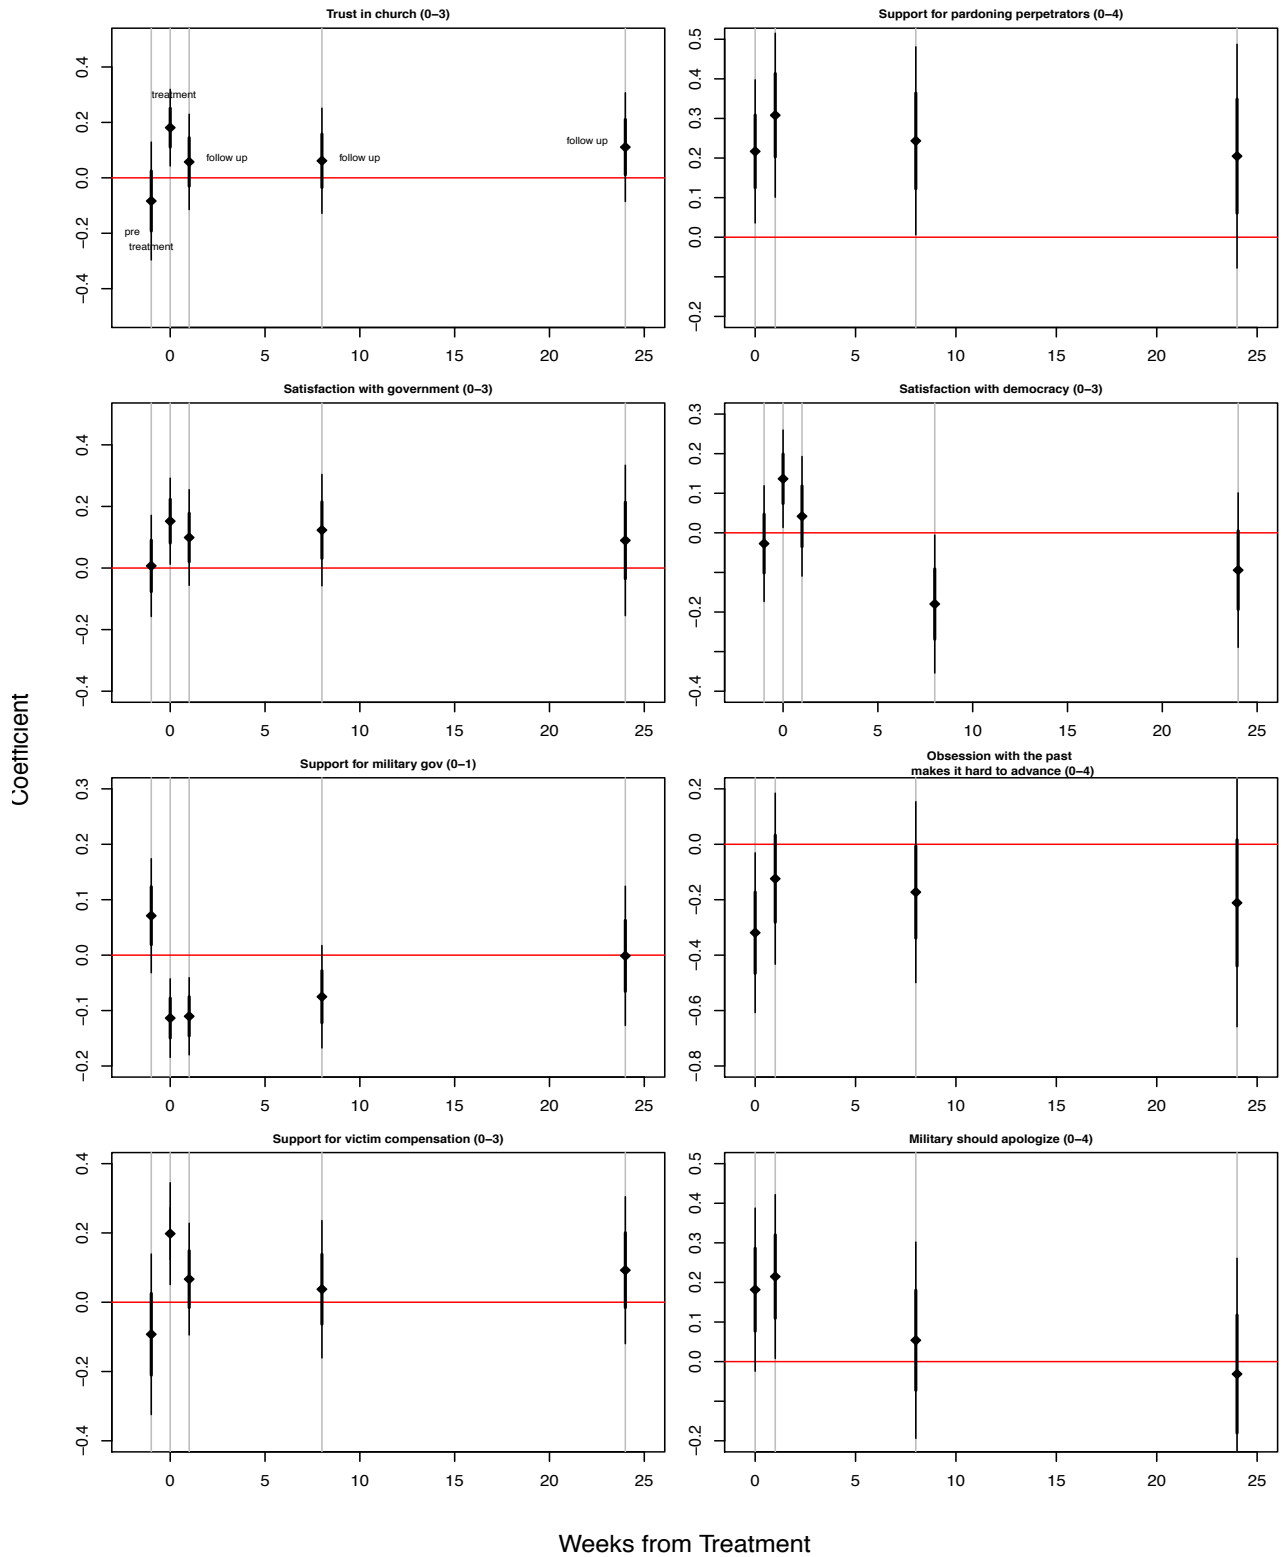 Trust in church (0–3)
0.4
0.2
0.0
−0.2
−0.4
treatment
follow up
follow up
follow up
pre
treatment
0 5 10 15 20 25
Support for pardoning perpetrators (0–4)
0.5
0.4
0.3
0.2
0.1
0.0
−0.2
0 5 10 15 20 25
Satisfaction with government (0–3)
0.4
0.2
0.0
−0.2
−0.4
0 5 10 15 20 25
Satisfaction with democracy (0–3)
0.3
0.2
0.1
0.0
−0.2
−0.4
0 5 10 15 20 25
Coefficient
Support for military gov (0–1)
0.3
0.2
0.1
0.0
−0.1
−0.2
0 5 10 15 20 25
Obsession with the past
makes it hard to advance (0–4)
0.2
0.0
−0.2
−0.4
−0.6
−0.8
0 5 10 15 20 25
Support for victim compensation (0–3)
0.4
0.2
0.0
−0.2
−0.4
0 5 10 15 20 25
Military should apologize (0–4)
0.5
0.4
0.3
0.2
0.1
0.0
−0.2
0 5 10 15 20 25
Weeks from Treatment